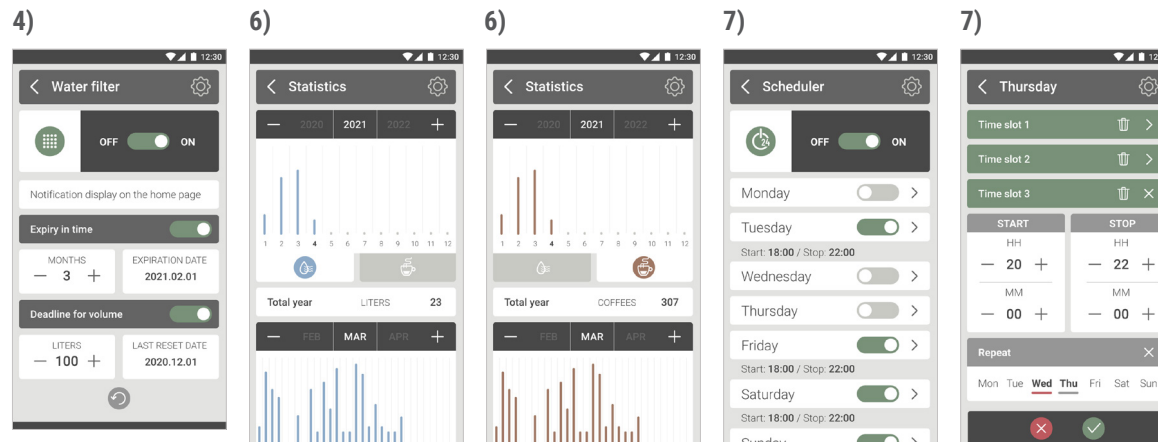 4)
12:30
Water filter
OFF ON
Notification display on the home page
Expiry in time
MONTHS EXPIRATION DATE
— 3 + 2021.02.01
Deadline for volume
LITERS LAST RESET DATE
— 100 + 2020.12.01
6)
12:30
Statistics
— 2020 2021 2022 +
1 2 3 4 5 6 7 8 9 10 11 12
Total year LITERS 23
— FEB MAR APR +
6)
12:30
Statistics
— 2020 2021 2022 +
1 2 3 4 5 6 7 8 9 10 11 12
Total year COFFEES 307
— FEB MAR APR +
7)
12:30
Scheduler
24
OFF ON
Monday
Tuesday
Start: 18:00 / Stop: 22:00
Wednesday
Thursday
Friday
Start: 18:00 / Stop: 22:00
Saturday
Start: 18:00 / Stop: 22:00
Sunday
7)
12
Thursday
Time slot 1
Time slot 2
Time slot 3
START STOP
HH HH
— 20 + — 22 +
MM MM
— 00 + — 00 +
Repeat
Mon Tue Wed Thu Fri Sat Sun